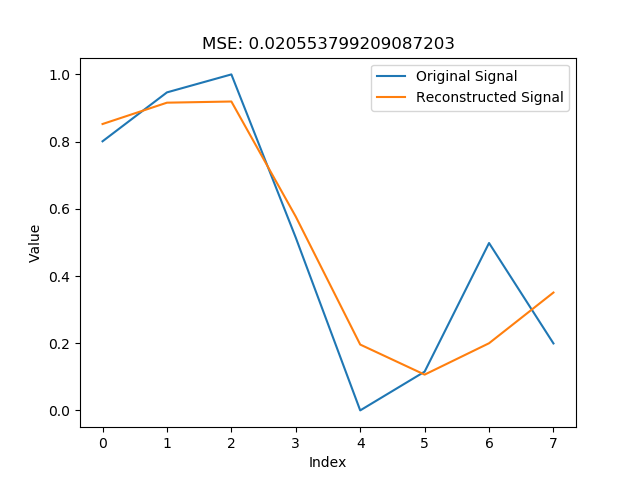 MSE: 0.020553799209087203
Original Signal
Reconstructed Signal
1.0
0.8
0.6
0.4
0.2
0.0
Value
0 1 2 3 4 5 6 7
Index